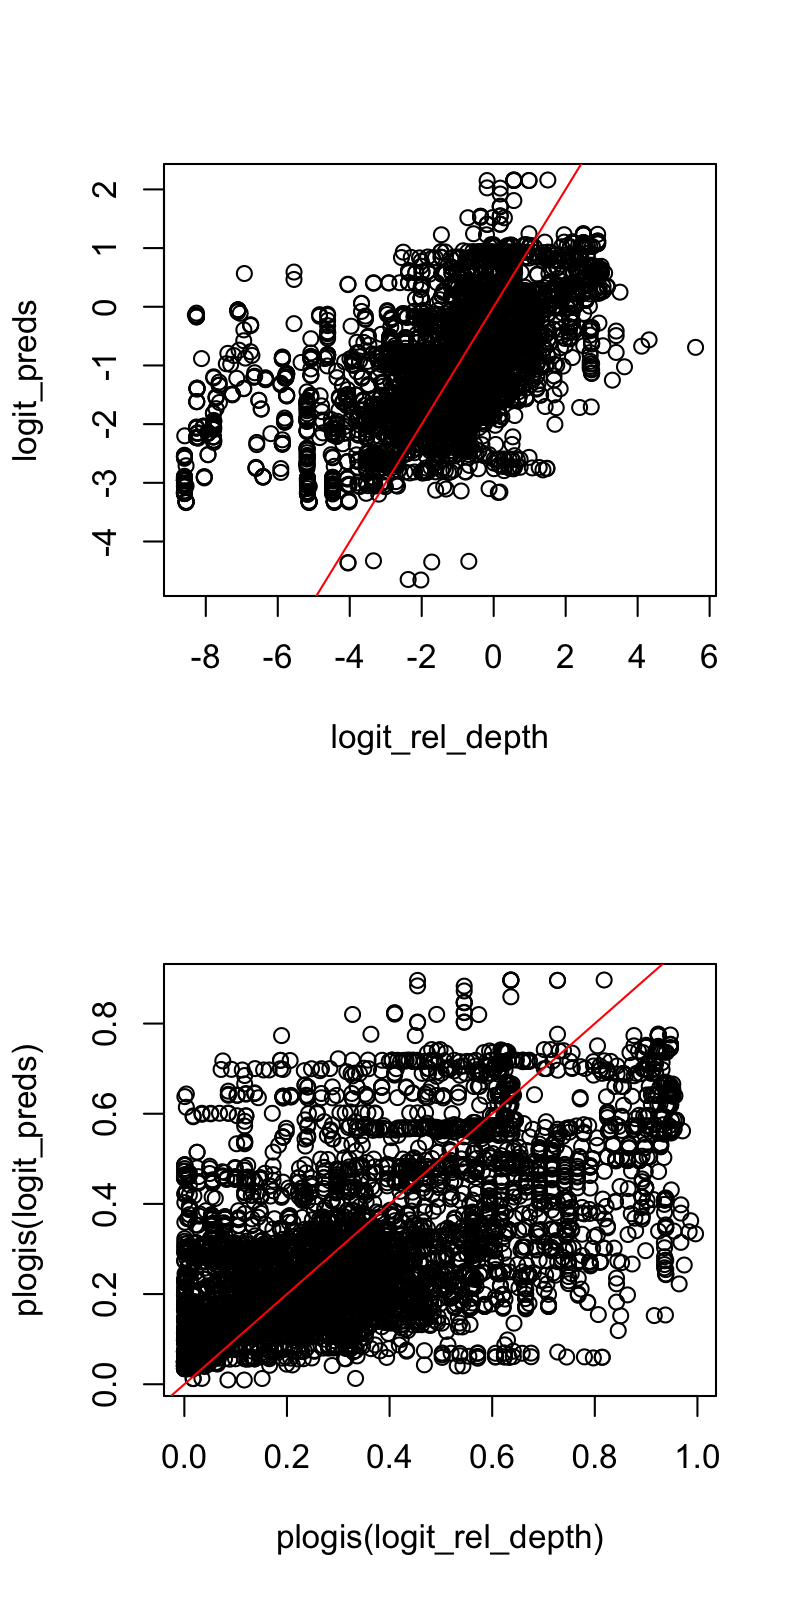 2
1
0
-1
-2
-3
-4
logit_preds
-8 -6 -4 -2 0 2 4 6
logit_rel_depth
0.8
0.6
0.4
0.2
0.0
plogis(logit_preds)
0.0 0.2 0.4 0.6 0.8 1.0
plogis(logit_rel_depth)